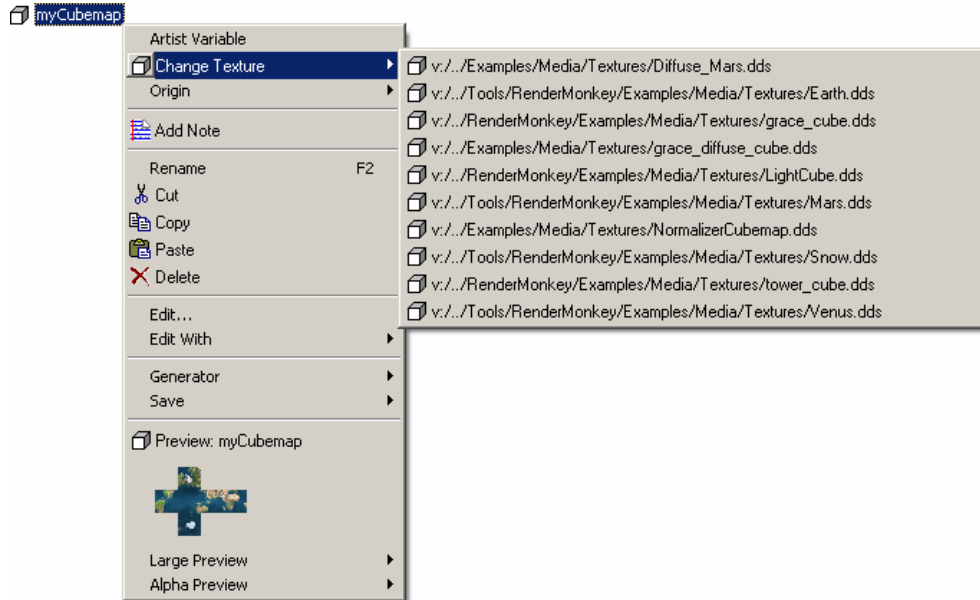 myCubemap
Artist Variable
Change Texture
Origin
Add Note
Rename F2
Cut
Copy
Paste
Delete
Edit...
Edit With
Generator
Save
Preview: myCubemap
Large Preview
Alpha Preview
v:/../Examples/Media/Textures/Diffuse_Mars.dds
v:/../Tools/RenderMonkey/Examples/Media/Textures/Earth.dds
v:/../RenderMonkey/Examples/Media/Textures/grace_cube.dds
v:/../Examples/Media/Textures/grace_diffuse_cube.dds
v:/../RenderMonkey/Examples/Media/Textures/LightCube.dds
v:/../Tools/RenderMonkey/Examples/Media/Textures/Mars.dds
v:/../Examples/Media/Textures/NormalizerCubemap.dds
v:/../Tools/RenderMonkey/Examples/Media/Textures/Snow.dds
v:/../RenderMonkey/Examples/Media/Textures/tower_cube.dds
v:/../Tools/RenderMonkey/Examples/Media/Textures/Venus.dds